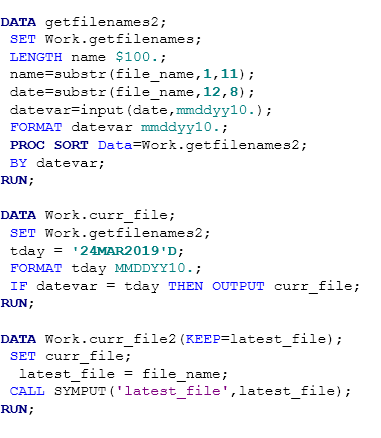 DATA getfilenames2;
SET Work.getfilenames;
LENGTH name $100.;
name=substr(file_name,1,11);
date=substr(file_name,12,8);
datevar=input(date,mmddyy10.);
FORMAT datevar mmddyy10.;
PROC SORT Data=Work.getfilenames2;
BY datevar;
RUN;

DATA Work.curr_file;
SET Work.getfilenames2;
tday = '24MAR2019'D;
FORMAT tday MMDDYY10.;
IF datevar = tday THEN OUTPUT curr_file;
RUN;

DATA Work.curr_file2(KEEP=latest_file);
SET curr_file;
latest_file = file_name;
CALL SYMPUT('latest_file',latest_file);
RUN;